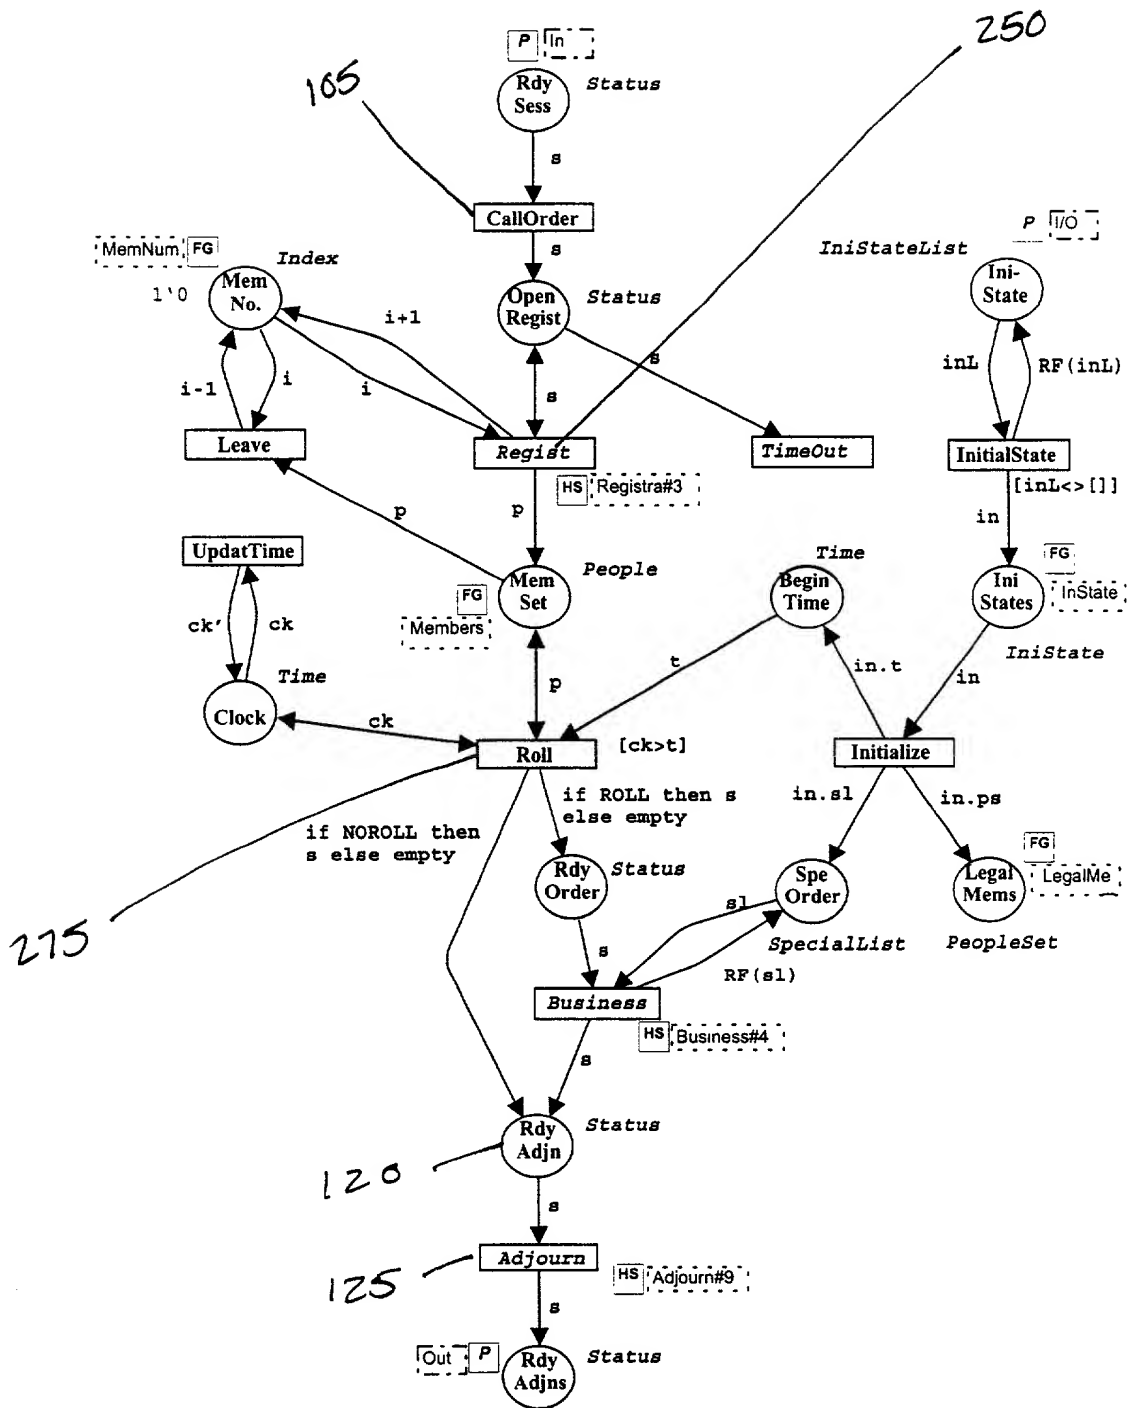 250
P In
105
Rdy
Sess
Status
s
CallOrder
P I/O
s
IniStateList
MemNum FG
Index
Mem
No.
1`0
Open
Regist
Status
Ini-
State
i+1
s
inL
RF(inL)
i-1
i
i
s
Leave
Regist
TimeOut
InitialState
HS Registra#3
[inL<>[]]
p
p
in
UpdatTime
Time
FG
People
Mem
Set
Begin
Time
Ini
States
InState
FG
Members
ck'
ck
IniState
Time
t
in.t
in
p
Clock
ck
Roll
[ck>t]
Initialize
if ROLL then s
else empty
in.sl
in.ps
if NOROLL then
s else empty
FG
Rdy
Order
Status
Spe
Order
Legal
Mems
LegalMe
sl
275
SpecialList
PeopleSet
s
RF(sl)
Business
HS Business#4
s
Rdy
Adjn
Status
120
s
Adjourn
125
HS Adjourn#9
s
Out P
Rdy
Adjns
Status